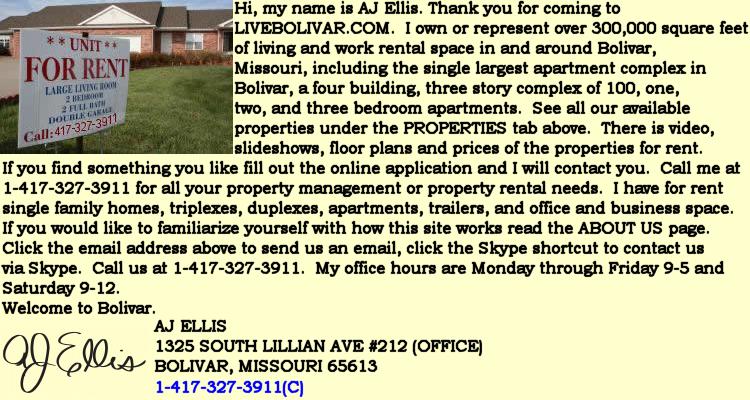 ** UNIT **
FOR RENT
LARGE LIVING ROOM
2 BEDROOM
2 FULL BATH
DOUBLE GARAGE
Call: 417-327-3911
Hi, my name is AJ Ellis. Thank you for coming to
LIVEBOLIVAR.COM.  I own or represent over 300,000 square feet
of living and work rental space in and around Bolivar,
Missouri, including the single largest apartment complex in
Bolivar, a four building, three story complex of 100, one,
two, and three bedroom apartments.  See all our available
properties under the PROPERTIES tab above.  There is video,
slideshows, floor plans and prices of the properties for rent.
If you find something you like fill out the online application and I will contact you.  Call me at
1-417-327-3911 for all your property management or property rental needs.  I have for rent
single family homes, triplexes, duplexes, apartments, trailers, and office and business space.
If you would like to familiarize yourself with how this site works read the ABOUT US page.
Click the email address above to send us an email, click the Skype shortcut to contact us
via Skype.  Call us at 1-417-327-3911.  My office hours are Monday through Friday 9-5 and
Saturday 9-12.
Welcome to Bolivar.
AJ Ellis
AJ ELLIS
1325 SOUTH LILLIAN AVE #212 (OFFICE)
BOLIVAR, MISSOURI 65613
1-417-327-3911(C)